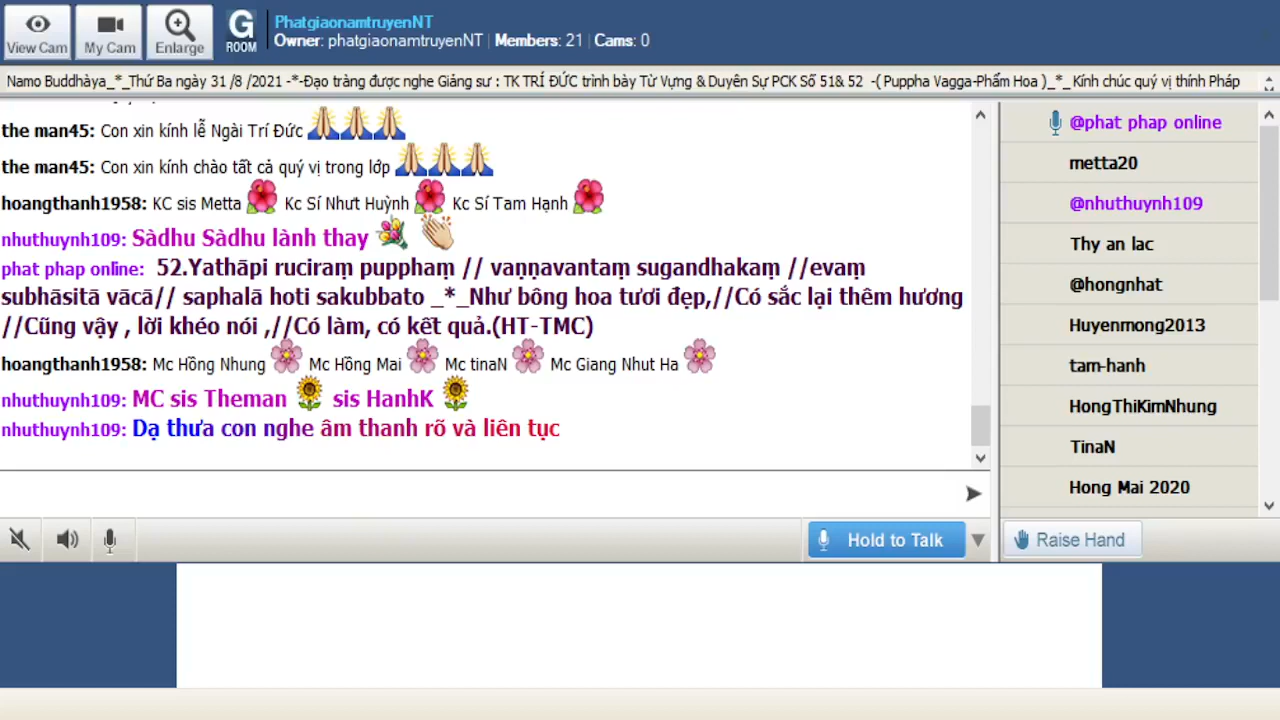 PhatgiaonamtruyenNT
Owner: phatgiaonamtruyenNT | Members: 21 | Cams: 0
View Cam
My Cam
Enlarge
G ROOM
Namo Buddhàya_*_Thứ Ba ngày 31 /8 /2021 -*-Đạo tràng được nghe Giảng sư : TK TRÍ ĐỨC trình bày Từ Vựng & Duyên Sự PCK Số 51& 52 -( Puppha Vagga-Phẩm Hoa )_*_Kính chúc quý vị thính Pháp
the man45: Con xin kính lễ Ngài Trí Đức
the man45: Con xin kính chào tất cả quý vị trong lớp
hoangthanh1958: KC sis Metta Kc Sí Nhưt Huỳnh Kc Sí Tam Hạnh
nhuthuynh109: Sàdhu Sàdhu lành thay
phat phap online: 52.Yathāpi ruciraṃ pupphaṃ // vaṇṇavantaṃ sugandhakaṃ //evaṃ
subhāsitā vācā// saphalā hoti sakubbato _*_Như bông hoa tươi đẹp,//Có sắc lại thêm hương
//Cũng vậy , lời khéo nói ,//Có làm, có kết quả.(HT-TMC)
hoangthanh1958: Mc Hồng Nhung Mc Hồng Mai Mc tinaN Mc Giang Nhut Ha
nhuthuynh109: MC sis Theman sis HanhK
nhuthuynh109: Dạ thưa con nghe âm thanh rõ và liên tục
@phat phap online
metta20
@nhuthuynh109
Thy an lac
@hongnhat
Huyenmong2013
tam-hanh
HongThiKimNhung
TinaN
Hong Mai 2020
Hold to Talk
Raise Hand